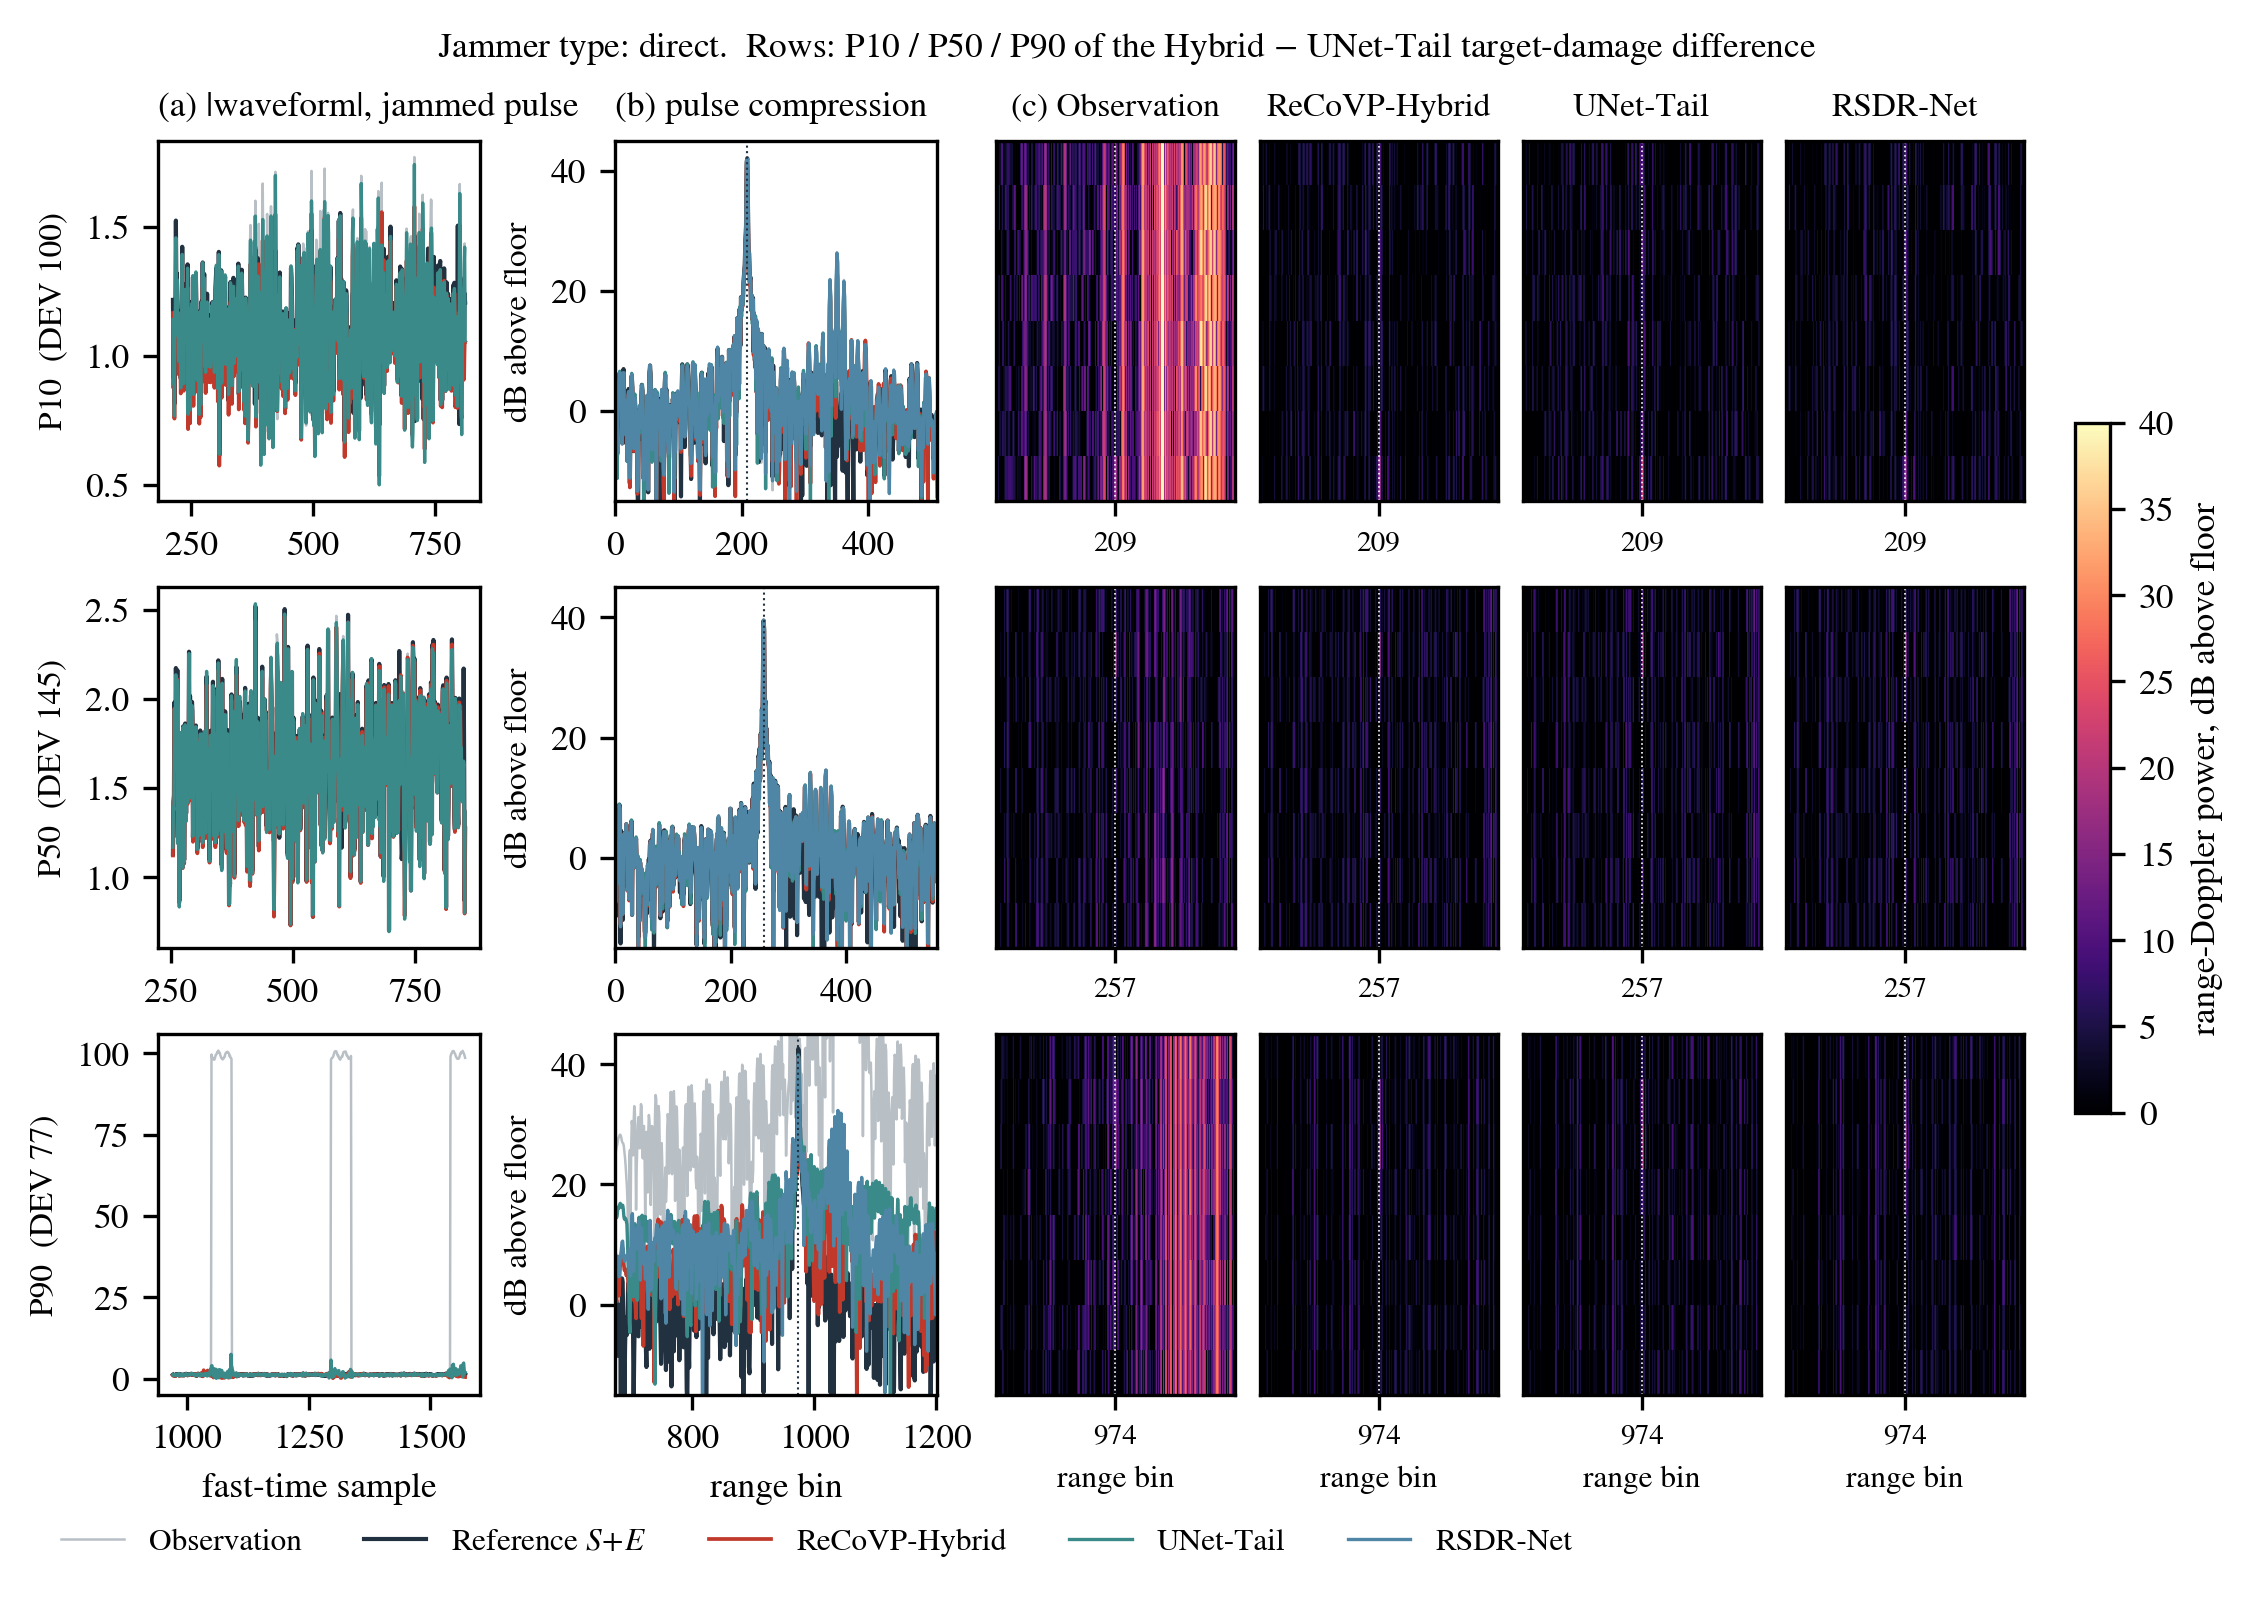 Jammer type: direct.  Rows: P10 / P50 / P90 of the Hybrid − UNet-Tail target-damage difference
(a) |waveform|, jammed pulse
(b) pulse compression
(c) Observation
ReCoVP-Hybrid
UNet-Tail
RSDR-Net
P10  (DEV 100)
1.5
1.0
0.5
250 500 750
dB above floor
40
20
0
0 200 400
209
209
209
209
P50  (DEV 145)
2.5
2.0
1.5
1.0
250 500 750
dB above floor
40
20
0
0 200 400
257
257
257
257
P90  (DEV 77)
100
75
50
25
0
1000 1250 1500
fast-time sample
dB above floor
40
20
0
800 1000 1200
range bin
974
range bin
974
range bin
974
range bin
974
range bin
40
35
30
25
20
15
10
5
0
range-Doppler power, dB above floor
Observation
Reference S+E
ReCoVP-Hybrid
UNet-Tail
RSDR-Net